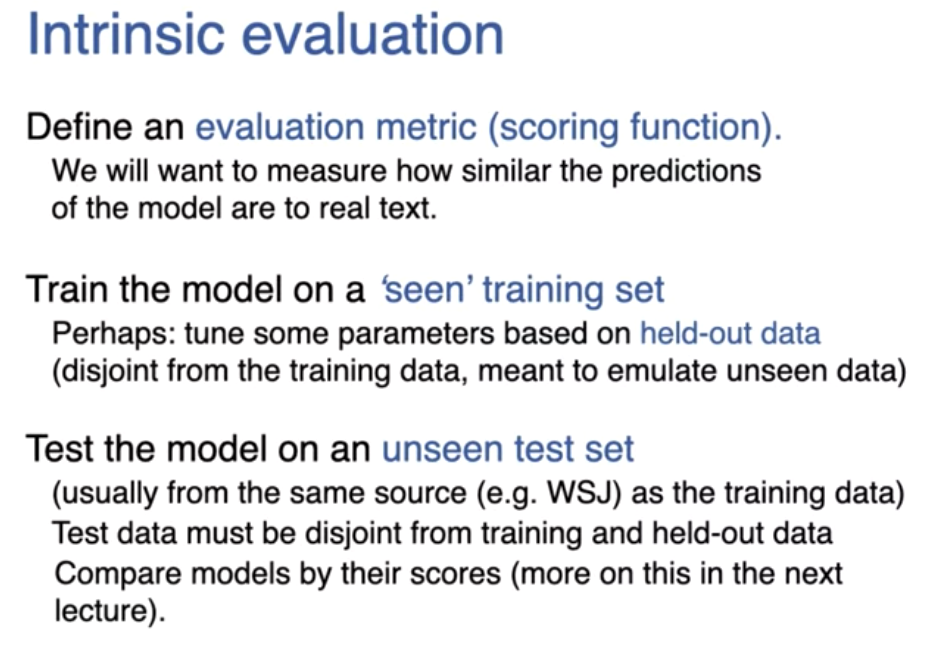 Intrinsic evaluation
Define an evaluation metric (scoring function).
We will want to measure how similar the predictions
of the model are to real text.
Train the model on a ‘seen’ training set
Perhaps: tune some parameters based on held-out data
(disjoint from the training data, meant to emulate unseen data)
Test the model on an unseen test set
(usually from the same source (e.g. WSJ) as the training data)
Test data must be disjoint from training and held-out data
Compare models by their scores (more on this in the next
lecture).